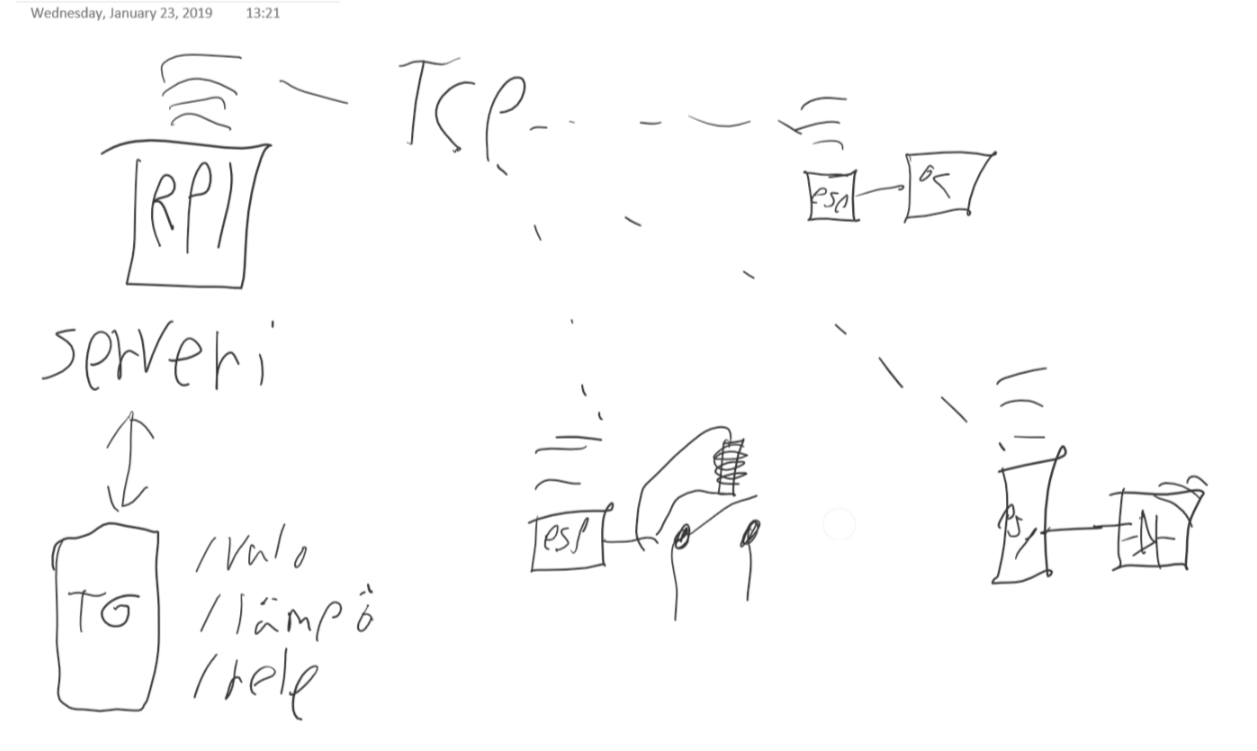 Wednesday, January 23, 2019 13:21
TCP
RPI
esp
serveri
esp
TG
/valo
/lämpö
/rele